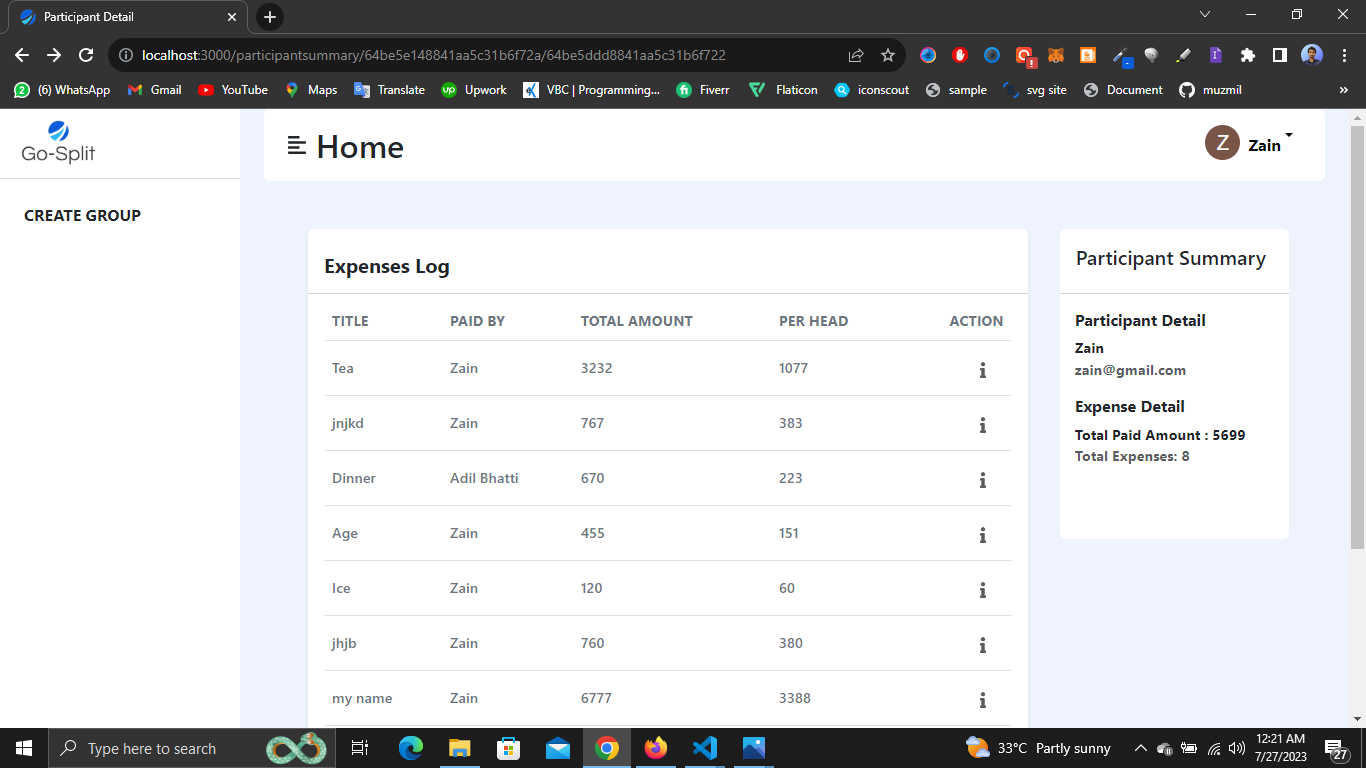 Participant Detail
localhost:3000/participantsummary/64be5e148841aa5c31b6f72a/64be5ddd8841aa5c31b6f722
(6) WhatsApp Gmail YouTube Maps Translate Upwork VBC | Programming... Fiverr Flaticon iconscout sample svg site Document muzmil »
Go-Split
Home
Z Zain
CREATE GROUP
Expenses Log
TITLE PAID BY TOTAL AMOUNT PER HEAD ACTION
Tea Zain 3232 1077
jnjkd Zain 767 383
Dinner Adil Bhatti 670 223
Age Zain 455 151
Ice Zain 120 60
jhjb Zain 760 380
my name Zain 6777 3388
Participant Summary
Participant Detail
Zain
zain@gmail.com
Expense Detail
Total Paid Amount : 5699
Total Expenses: 8
Type here to search
33°C Partly sunny
12:21 AM
7/27/2023
27